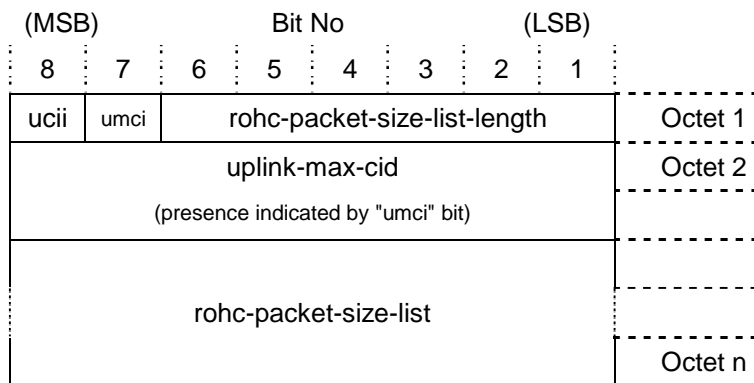 (MSB) Bit No (LSB)
8 7 6 5 4 3 2 1
ucii umci rohc-packet-size-list-length Octet 1
uplink-max-cid Octet 2
(presence indicated by "umci" bit)
rohc-packet-size-list
Octet n